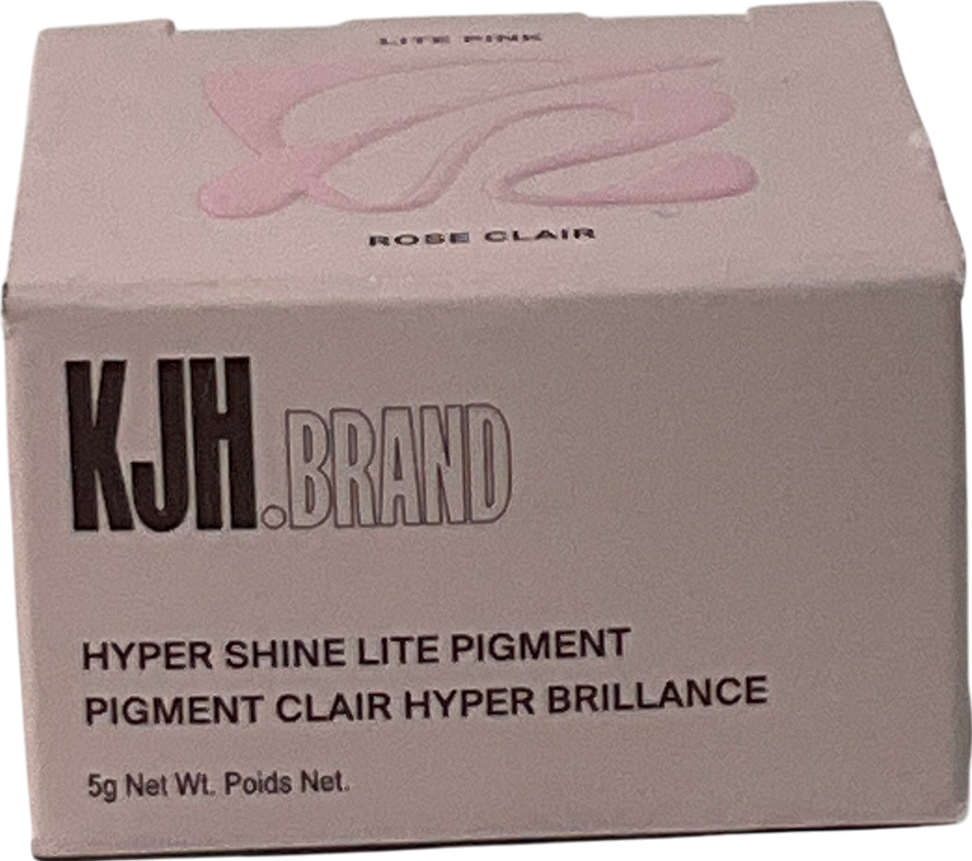 LITE PINK
ROSE CLAIR
KJH.BRAND
HYPER SHINE LITE PIGMENT
PIGMENT CLAIR HYPER BRILLANCE
5g Net Wt. Poids Net.